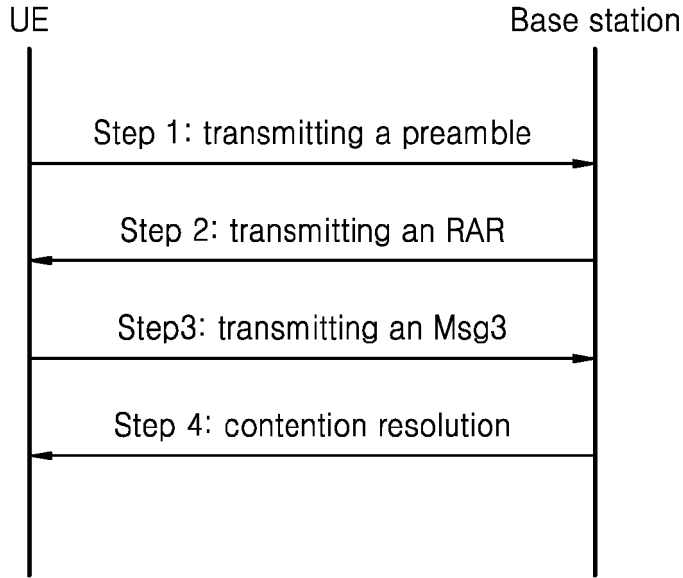 UE
Base station
Step 1: transmitting a preamble
Step 2: transmitting an RAR
Step3: transmitting an Msg3
Step 4: contention resolution